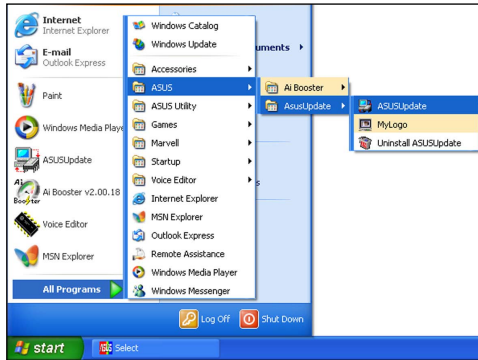 Internet
Internet Explorer
E-mail
Outlook Express
Paint
Windows Media Playe
ASUSUpdate
Ai Booster v2.00.18
Voice Editor
MSN Explorer
All Programs
Windows Catalog
Windows Update
Accessories
ASUS
ASUS Utility
Games
Marvell
Startup
Voice Editor
Internet Explorer
MSN Explorer
Outlook Express
Remote Assistance
Windows Media Player
Windows Messenger
uments
s
Ai Booster
AsusUpdate
ASUSUpdate
MyLogo
Uninstall ASUSUpdate
Log Off
Shut Down
start
Select